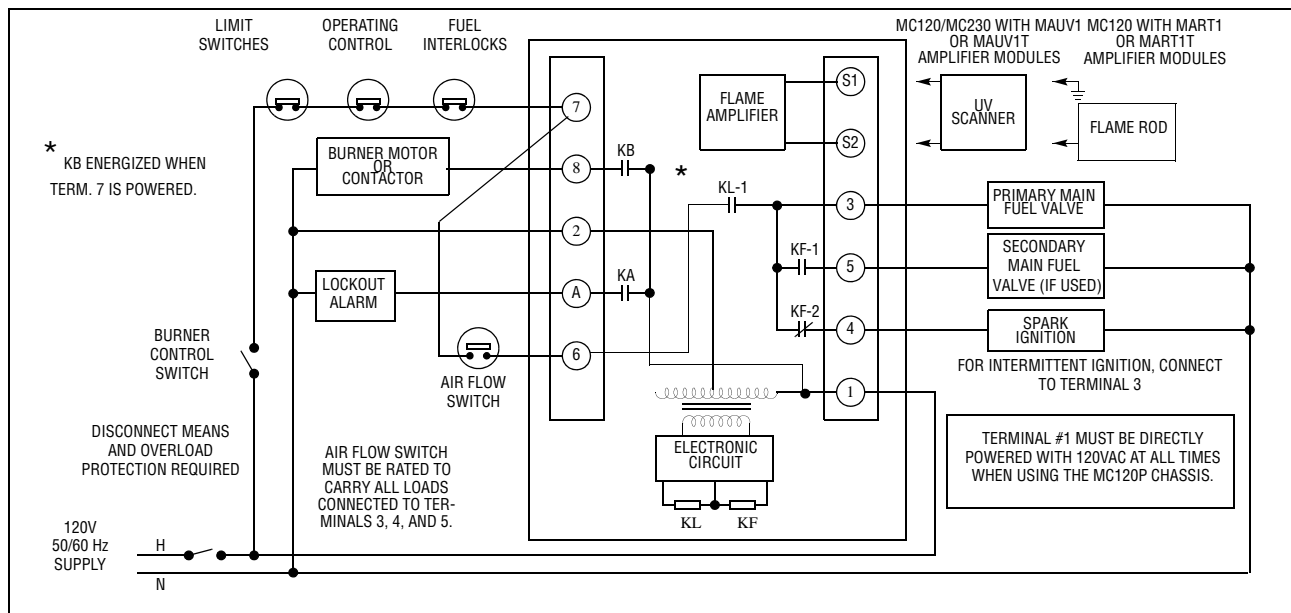 LIMIT
SWITCHES
OPERATING
CONTROL
FUEL
INTERLOCKS
MC120/MC230 WITH MAUV1
OR MAUV1T
AMPLIFIER MODULES
MC120 WITH MART1
OR MART1T
AMPLIFIER MODULES
* KB ENERGIZED WHEN
TERM. 7 IS POWERED.
BURNER MOTOR
OR
CONTACTOR
LOCKOUT
ALARM
BURNER
CONTROL
SWITCH
AIR FLOW
SWITCH
DISCONNECT MEANS
AND OVERLOAD
PROTECTION REQUIRED
AIR FLOW SWITCH
MUST BE RATED TO
CARRY ALL LOADS
CONNECTED TO TER-
MINALS 3, 4, AND 5.
120V
50/60 Hz
SUPPLY
H
N
7
8
2
A
6
KB
*
KA
KL-1
KF-1
KF-2
FLAME
AMPLIFIER
ELECTRONIC
CIRCUIT
KL
KF
S1
S2
3
5
4
1
UV
SCANNER
FLAME ROD
PRIMARY MAIN
FUEL VALVE
SECONDARY
MAIN FUEL
VALVE (IF USED)
SPARK
IGNITION
FOR INTERMITTENT IGNITION, CONNECT
TO TERMINAL 3
TERMINAL #1 MUST BE DIRECTLY
POWERED WITH 120VAC AT ALL TIMES
WHEN USING THE MC120P CHASSIS.